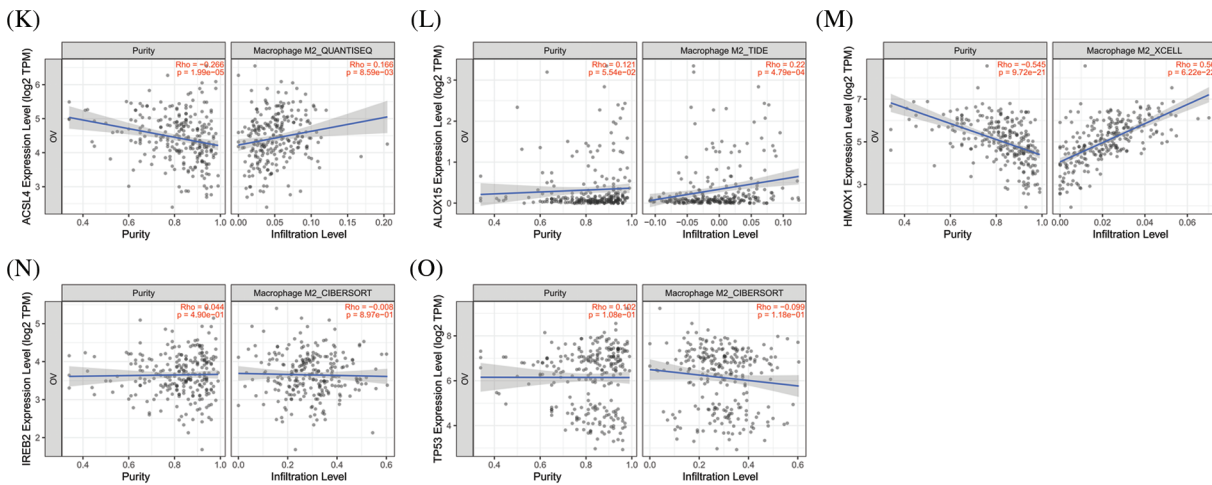 (K)
Purity
Macrophage M2_QUANTISEQ
Rho = −0.266
p = 1.99e−05
Rho = 0.166
p = 8.59e−03
ACSL4 Expression Level (log2 TPM)
OV
6
5
4
3
0.4
0.6
0.8
1.0
0.00
0.05
0.10
0.15
0.20
Purity
Infiltration Level
(L)
Purity
Macrophage M2_TIDE
Rho = 0.121
p = 5.54e−02
Rho = 0.22
p = 4.79e−04
ALOX15 Expression Level (log2 TPM)
OV
3
2
1
0
0.4
0.6
0.8
1.0
−0.10
−0.05
0.00
0.05
0.10
Purity
Infiltration Level
(M)
Purity
Macrophage M2_XCELL
Rho = −0.545
p = 9.72e−21
Rho = 0.56
p = 6.22e−22
HMOX1 Expression Level (log2 TPM)
OV
7
5
3
0.4
0.6
0.8
1.0
0.00
0.02
0.04
0.06
Purity
Infiltration Level
(N)
Purity
Macrophage M2_CIBERSORT
Rho = 0.044
p = 4.90e−01
Rho = −0.008
p = 8.97e−01
IREB2 Expression Level (log2 TPM)
OV
5
4
3
2
0.4
0.6
0.8
1.0
0.0
0.2
0.4
0.6
Purity
Infiltration Level
(O)
Purity
Macrophage M2_CIBERSORT
Rho = 0.102
p = 1.08e−01
Rho = −0.099
p = 1.18e−01
TP53 Expression Level (log2 TPM)
OV
8
6
4
0.4
0.6
0.8
1.0
0.0
0.2
0.4
0.6
Purity
Infiltration Level